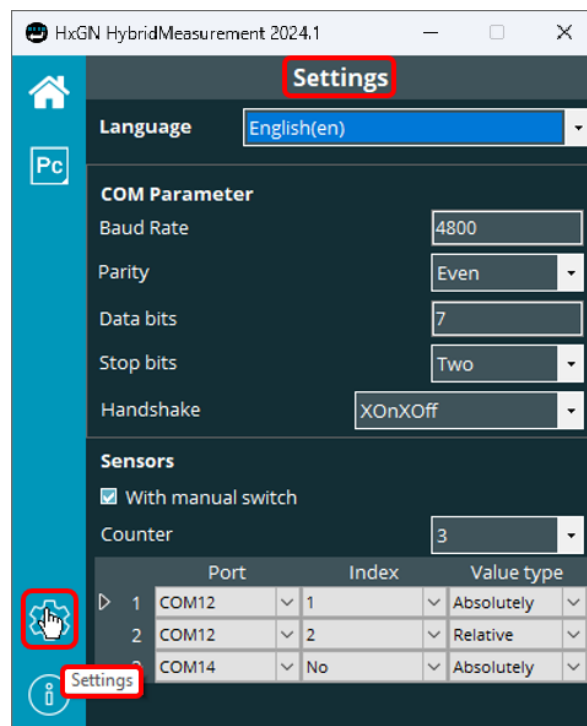 HxGN HybridMeasurement 2024.1
Settings
Language English(en)
Pc
COM Parameter
Baud Rate 4800
Parity Even
Data bits 7
Stop bits Two
Handshake XOnXOff
Sensors
With manual switch
Counter 3
Port Index Value type
1 COM12 1 Absolutely
2 COM12 2 Relative
COM14 No Absolutely
Settings